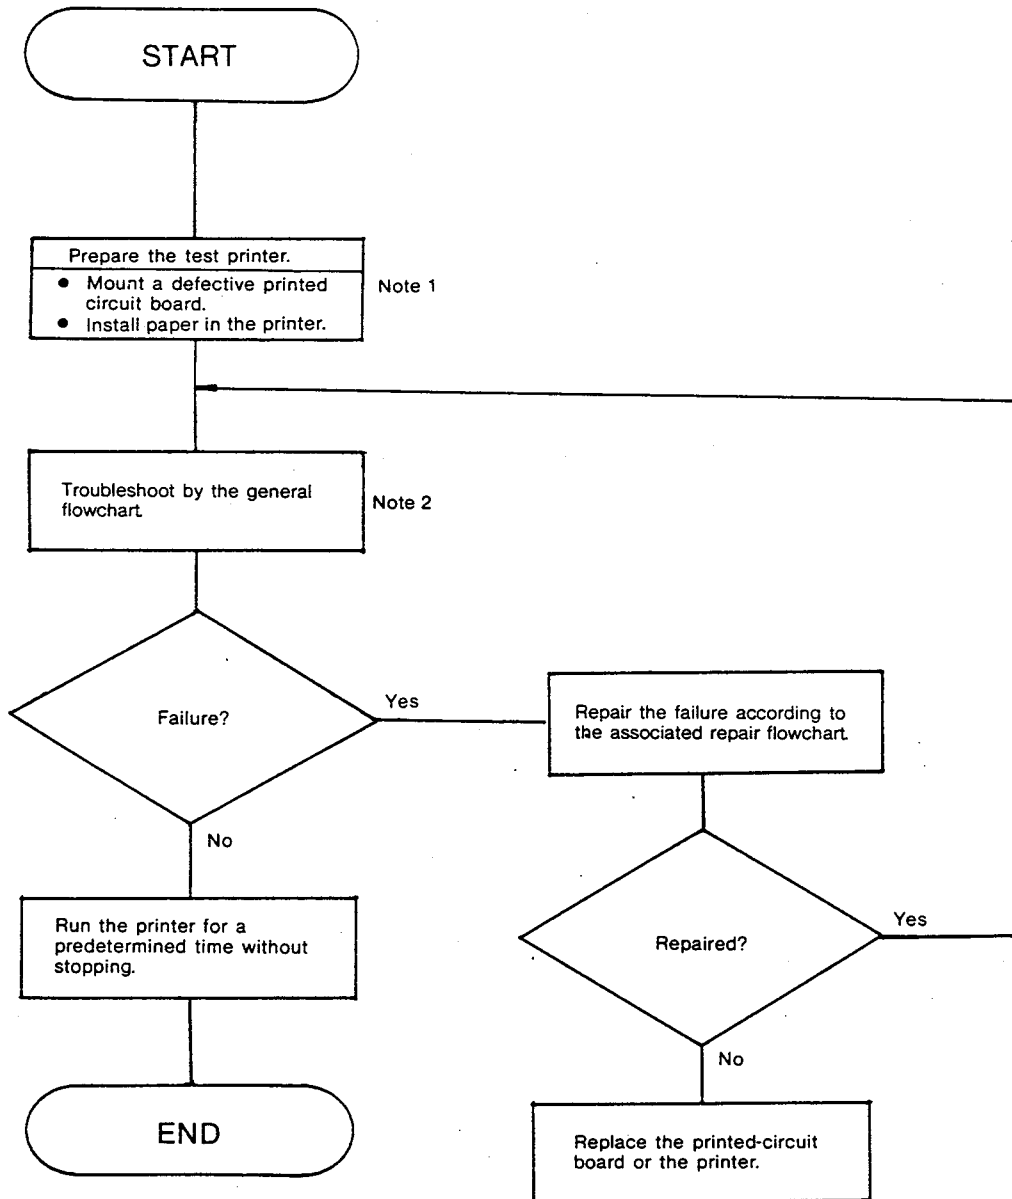 START
Prepare the test printer.
● Mount a defective printed
circuit board.
● Install paper in the printer.
Note 1
Troubleshoot by the general
flowchart.
Note 2
Failure?
Yes
No
Repair the failure according to
the associated repair flowchart.
Repaired?
Yes
No
Run the printer for a
predetermined time without
stopping.
END
Replace the printed-circuit
board or the printer.